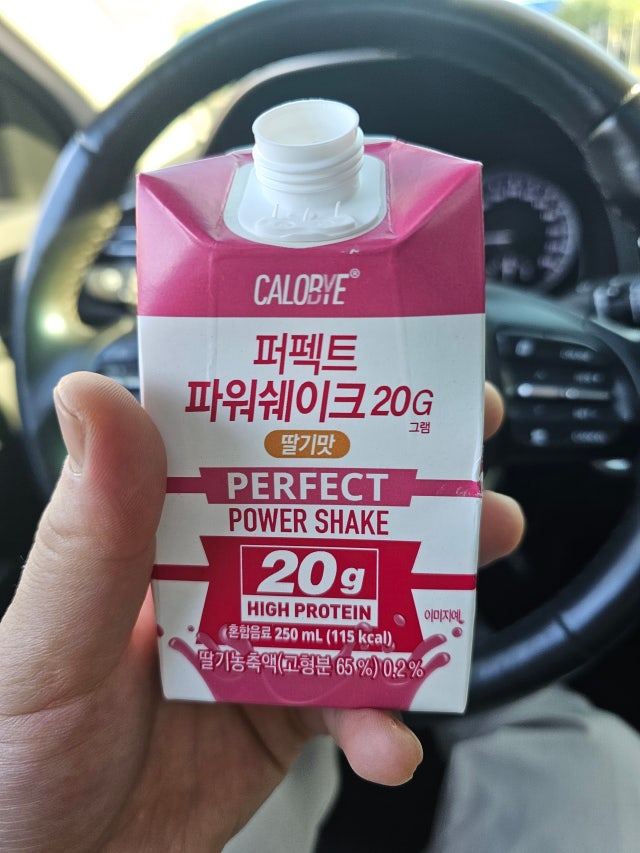 CALOBYE®
퍼펙트
파워쉐이크 20G
그램
딸기맛
PERFECT
POWER SHAKE
20g
HIGH PROTEIN
이미지예
혼합음료 250 mL (115 kcal)
딸기농축액(고형분 65 %) 0.2 %